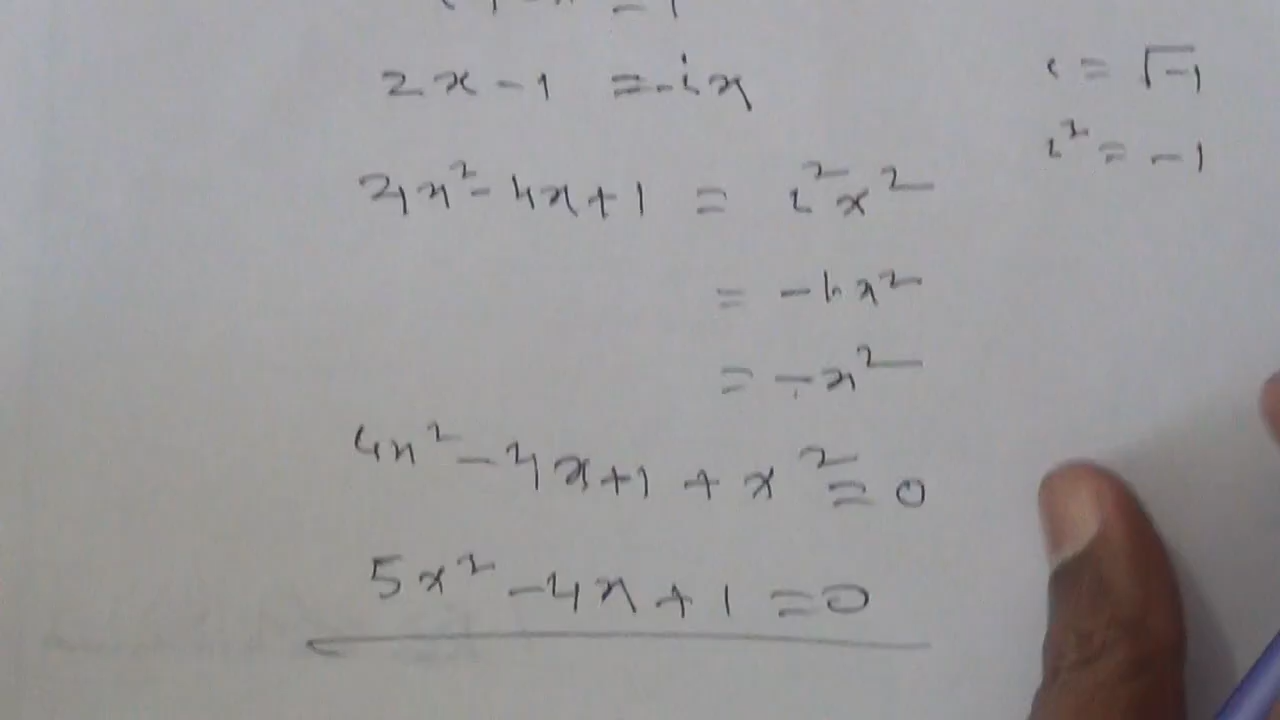 2x - 1 = -ix
i = √-1
i² = -1
4x² - 4x + 1 = i²x²
= -1x²
= -x²
4x² - 4x + 1 + x² = 0
5x² - 4x + 1 = 0